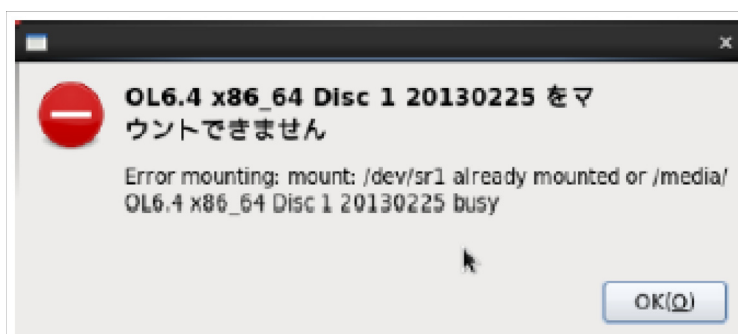 OL6.4 x86_64 Disc 1 20130225 をマ
ウントできません
Error mounting: mount: /dev/sr1 already mounted or /media/
OL6.4 x86_64 Disc 1 20130225 busy
OK(O)